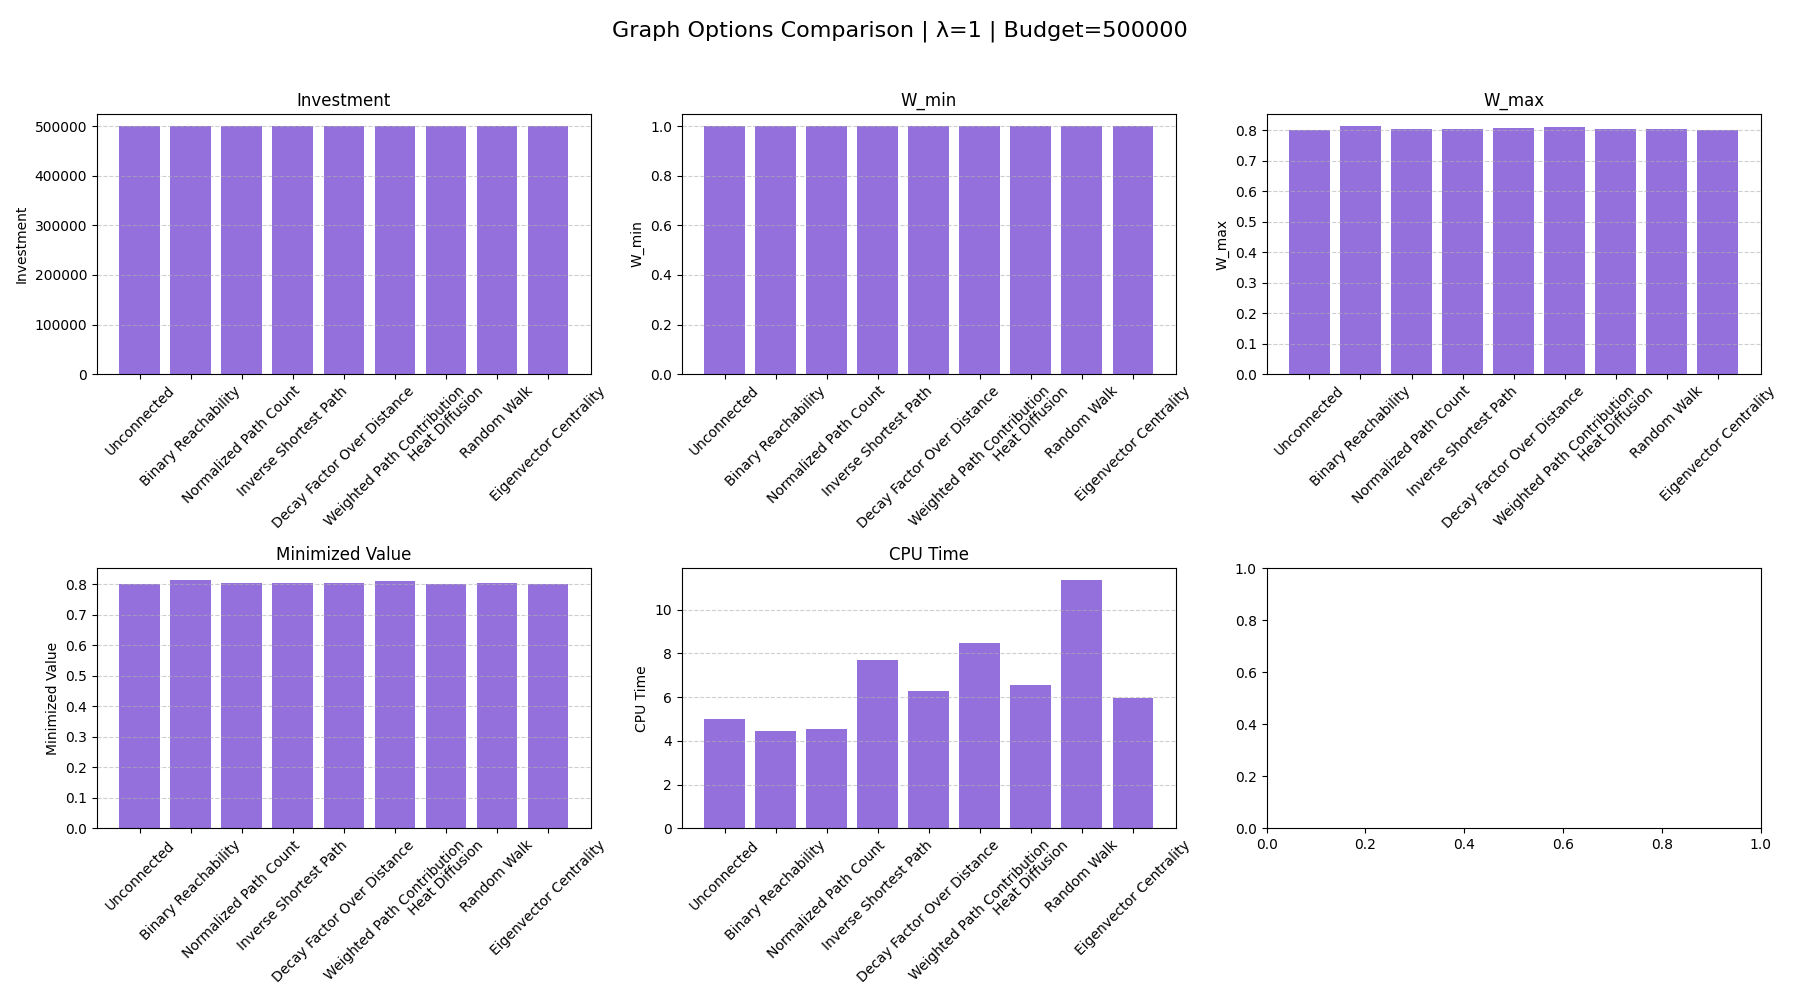 Graph Options Comparison | λ=1 | Budget=500000
Investment
500000
400000
300000
200000
100000
0
Investment
Unconnected
Binary Reachability
Normalized Path Count
Inverse Shortest Path
Decay Factor Over Distance
Weighted Path Contribution
Heat Diffusion
Random Walk
Eigenvector Centrality
W_min
1.0
0.8
0.6
0.4
0.2
0.0
W_min
Unconnected
Binary Reachability
Normalized Path Count
Inverse Shortest Path
Decay Factor Over Distance
Weighted Path Contribution
Heat Diffusion
Random Walk
Eigenvector Centrality
W_max
0.8
0.7
0.6
0.5
0.4
0.3
0.2
0.1
0.0
W_max
Unconnected
Binary Reachability
Normalized Path Count
Inverse Shortest Path
Decay Factor Over Distance
Weighted Path Contribution
Heat Diffusion
Random Walk
Eigenvector Centrality
Minimized Value
0.8
0.7
0.6
0.5
0.4
0.3
0.2
0.1
0.0
Minimized Value
Unconnected
Binary Reachability
Normalized Path Count
Inverse Shortest Path
Decay Factor Over Distance
Weighted Path Contribution
Heat Diffusion
Random Walk
Eigenvector Centrality
CPU Time
10
8
6
4
2
0
CPU Time
Unconnected
Binary Reachability
Normalized Path Count
Inverse Shortest Path
Decay Factor Over Distance
Weighted Path Contribution
Heat Diffusion
Random Walk
Eigenvector Centrality
1.0
0.8
0.6
0.4
0.2
0.0
0.0 0.2 0.4 0.6 0.8 1.0